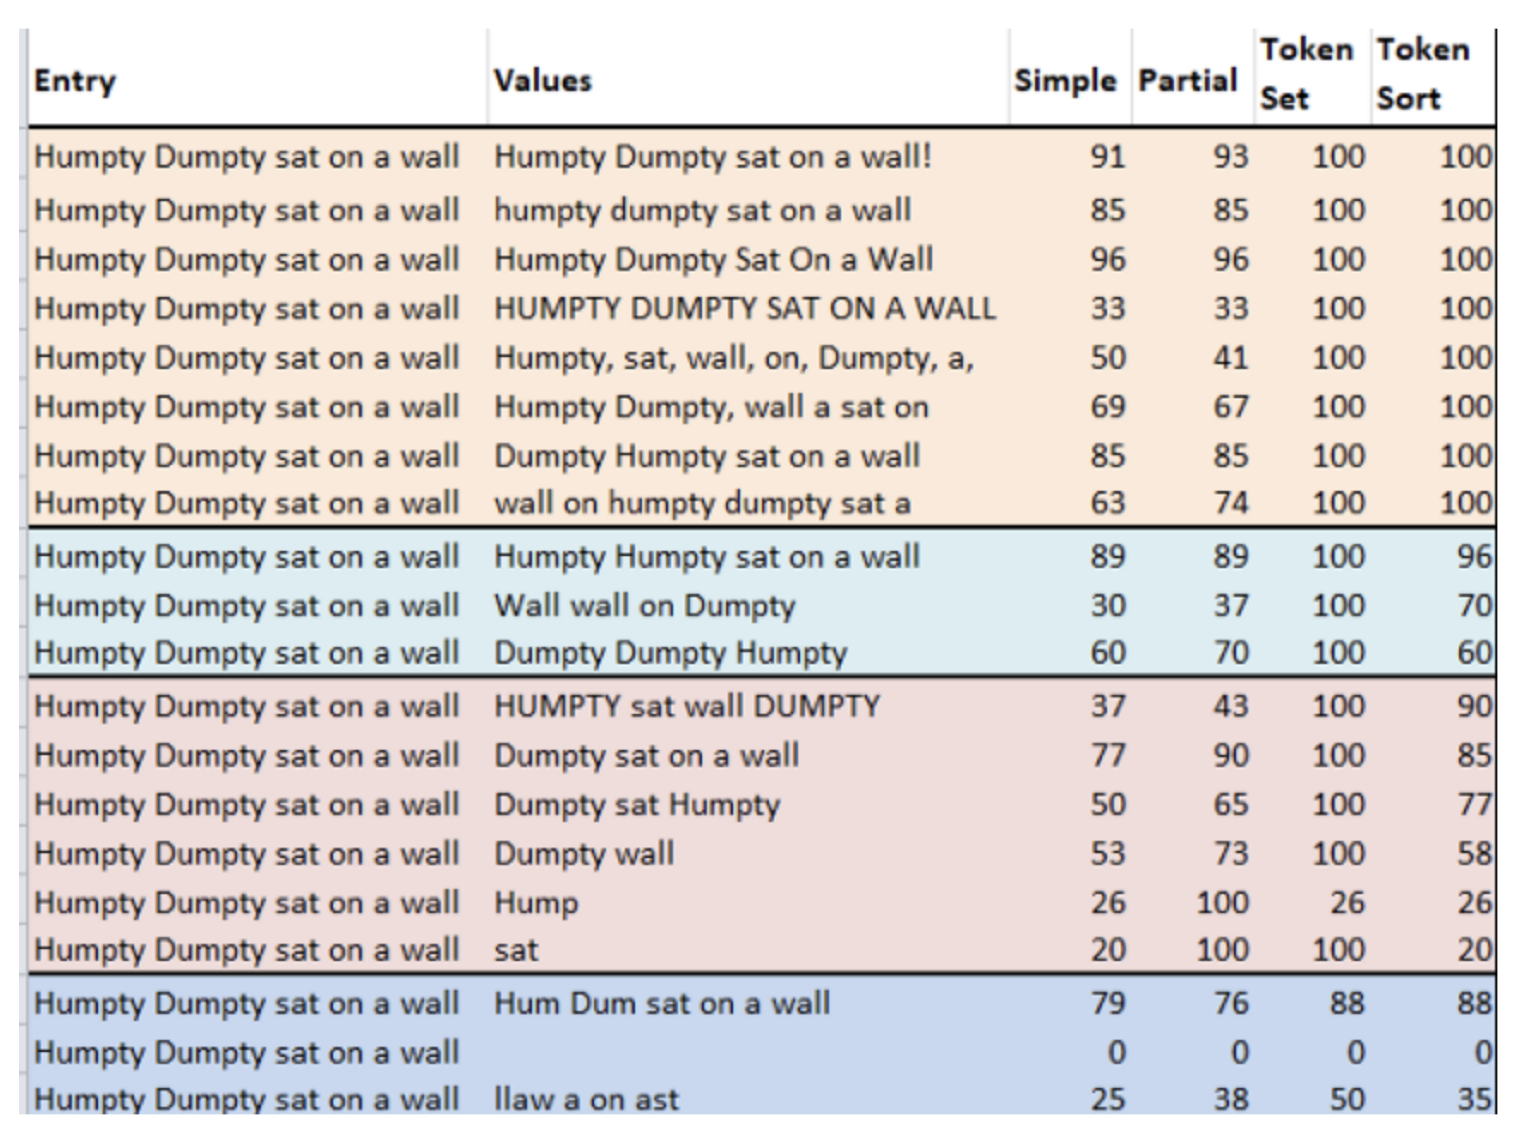 Entry Values Simple Partial Token Set Token Sort
Humpty Dumpty sat on a wall Humpty Dumpty sat on a wall! 91 93 100 100
Humpty Dumpty sat on a wall humpty dumpty sat on a wall 85 85 100 100
Humpty Dumpty sat on a wall Humpty Dumpty Sat On a Wall 96 96 100 100
Humpty Dumpty sat on a wall HUMPTY DUMPTY SAT ON A WALL 33 33 100 100
Humpty Dumpty sat on a wall Humpty, sat, wall, on, Dumpty, a, 50 41 100 100
Humpty Dumpty sat on a wall Humpty Dumpty, wall a sat on 69 67 100 100
Humpty Dumpty sat on a wall Dumpty Humpty sat on a wall 85 85 100 100
Humpty Dumpty sat on a wall wall on humpty dumpty sat a 63 74 100 100
Humpty Dumpty sat on a wall Humpty Humpty sat on a wall 89 89 100 96
Humpty Dumpty sat on a wall Wall wall on Dumpty 30 37 100 70
Humpty Dumpty sat on a wall Dumpty Dumpty Humpty 60 70 100 60
Humpty Dumpty sat on a wall HUMPTY sat wall DUMPTY 37 43 100 90
Humpty Dumpty sat on a wall Dumpty sat on a wall 77 90 100 85
Humpty Dumpty sat on a wall Dumpty sat Humpty 50 65 100 77
Humpty Dumpty sat on a wall Dumpty wall 53 73 100 58
Humpty Dumpty sat on a wall Hump 26 100 26 26
Humpty Dumpty sat on a wall sat 20 100 100 20
Humpty Dumpty sat on a wall Hum Dum sat on a wall 79 76 88 88
Humpty Dumpty sat on a wall 0 0 0 0
Humpty Dumpty sat on a wall llaw a on ast 25 38 50 35